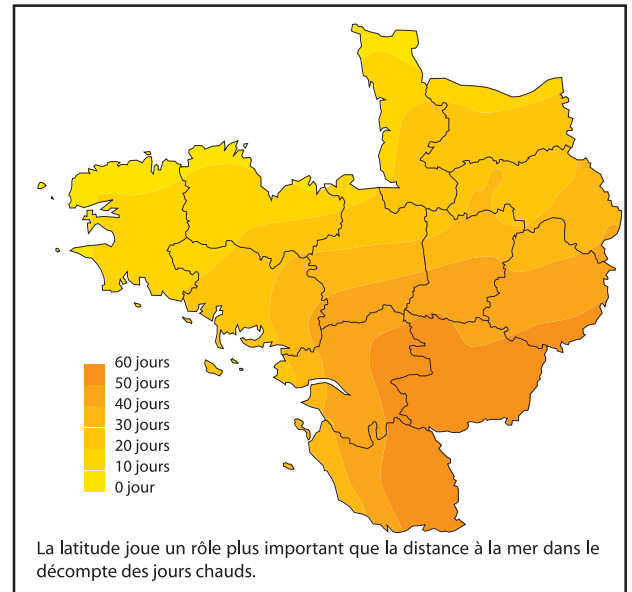 60 jours
50 jours
40 jours
30 jours
20 jours
10 jours
0 jour
La latitude joue un rôle plus important que la distance à la mer dans le
décompte des jours chauds.